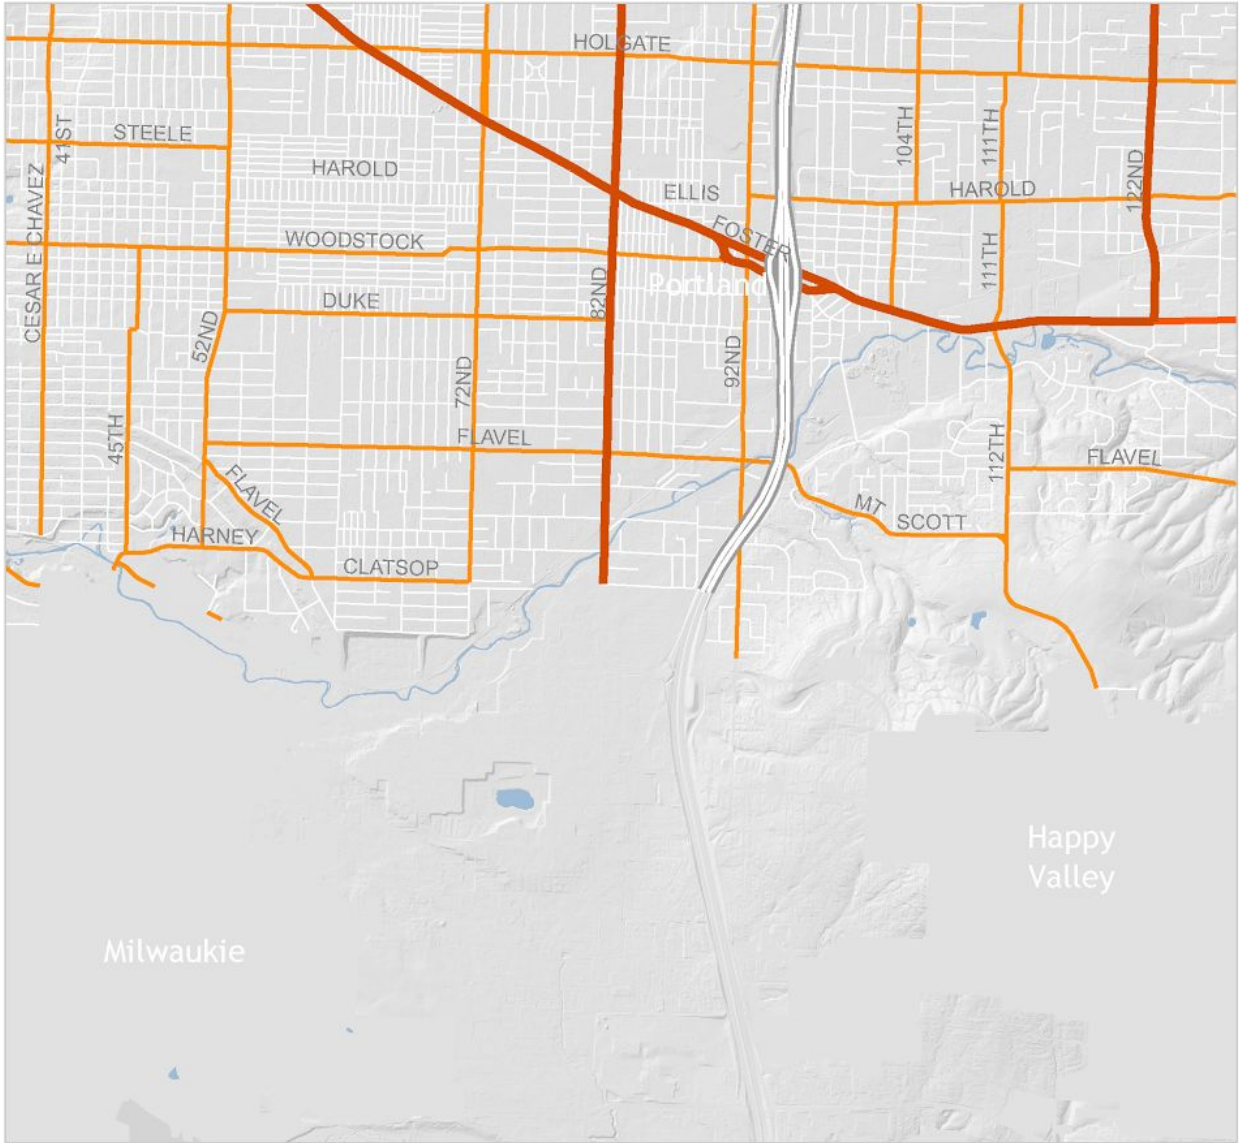 HOLGATE
41ST
STEELE
104TH
111TH
HAROLD
122ND
ELLIS
HAROLD
CESAR E CHAVEZ
FOSTER
WOODSTOCK
111TH
Portland
82ND
DUKE
52ND
92ND
72ND
45TH
FLAVEL
112TH
FLAVEL
FLAVEL
MT SCOTT
HARNEY
CLATSOP
Happy
Valley
Milwaukie